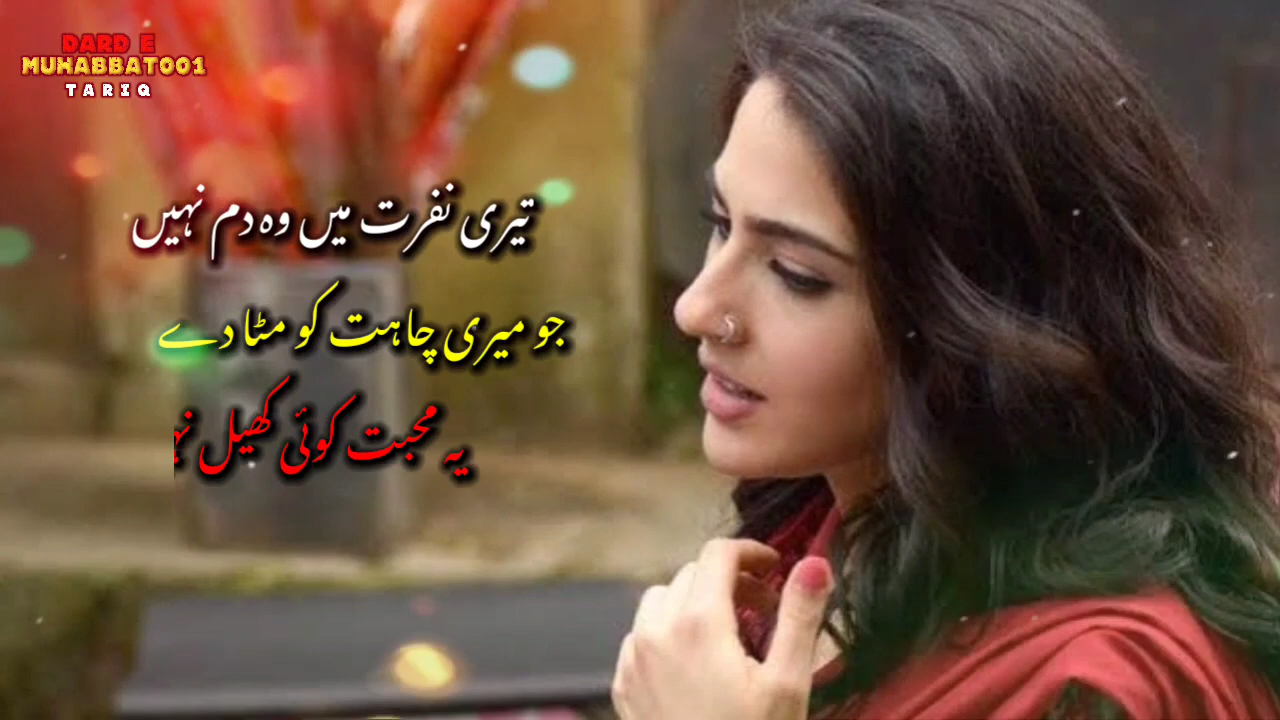 DARD E
MUHABBAT001
TARIQ
تیری نفرت میں وہ دم نہیں
جو میری چاہت کو مٹا دے
یہ محبت کوئی کھیل